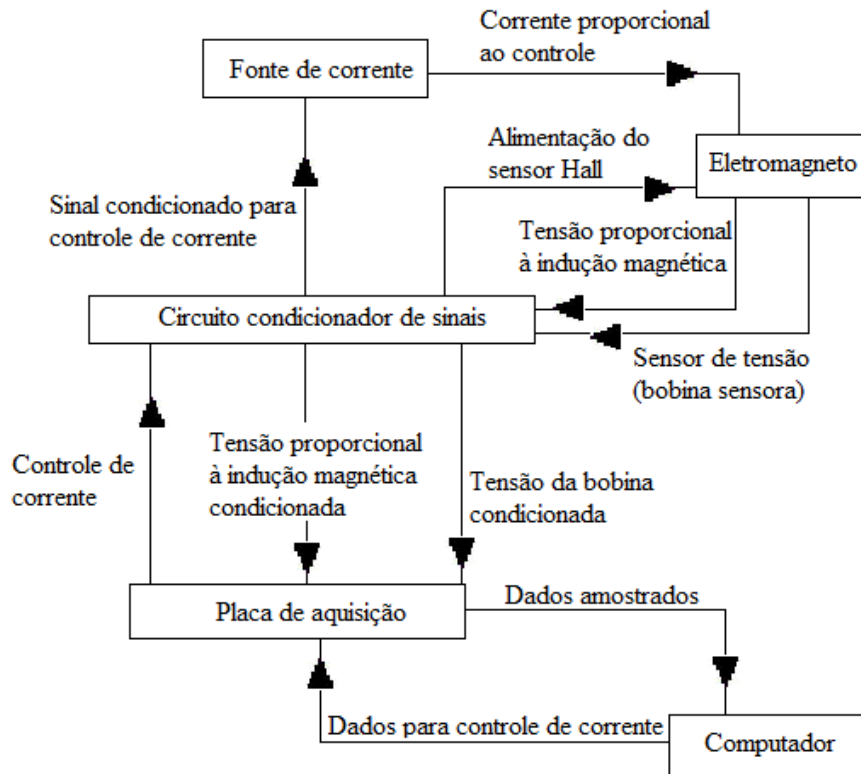 Corrente proporcional
ao controle
Fonte de corrente
Alimentação do
sensor Hall
Eletromagneto
Sinal condicionado para
controle de corrente
Tensão proporcional
à indução magnética
Circuito condicionador de sinais
Sensor de tensão
(bobina sensora)
Controle de
corrente
Tensão proporcional
à indução magnética
condicionada
Tensão da bobina
condicionada
Placa de aquisição
Dados amostrados
Dados para controle de corrente
Computador